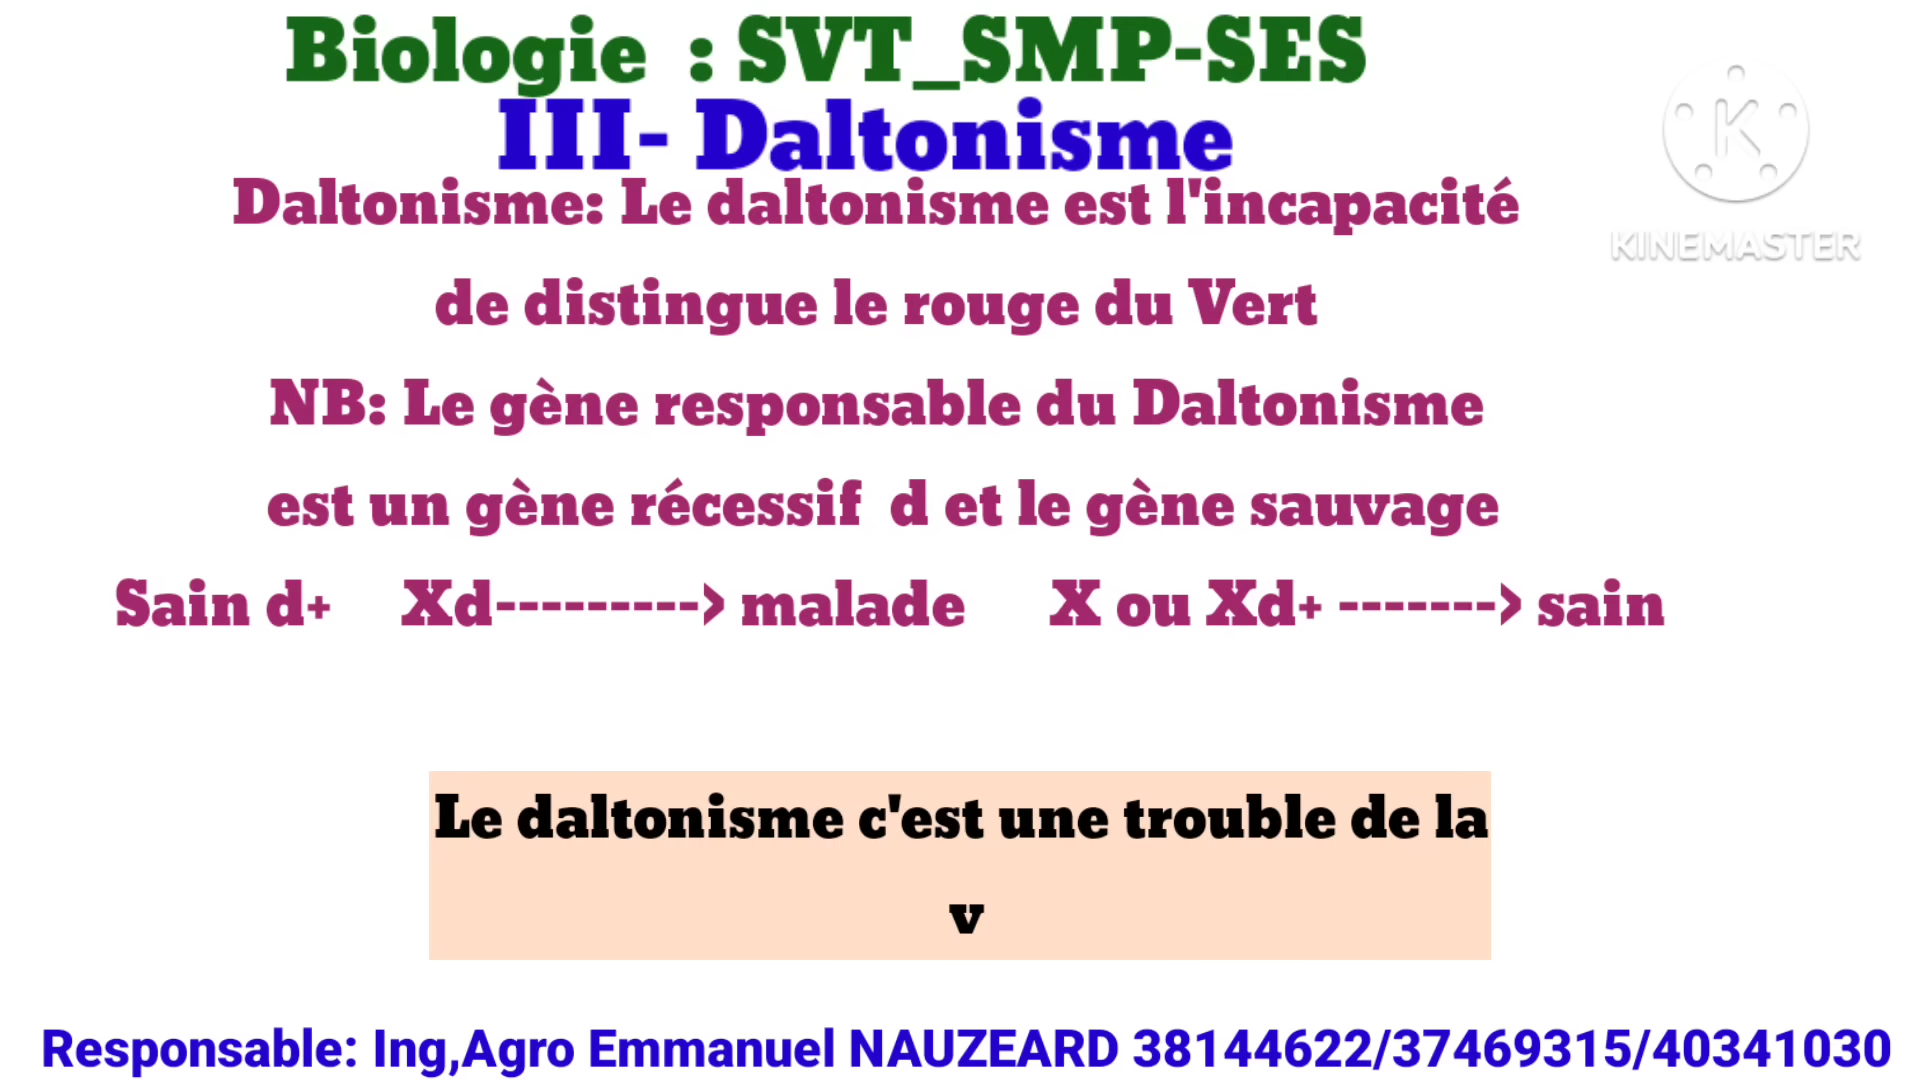 Biologie : SVT_SMP-SES
III- Daltonisme
Daltonisme: Le daltonisme est l'incapacité
de distingue le rouge du Vert
NB: Le gène responsable du Daltonisme
est un gène récessif d et le gène sauvage
Sain d+ Xd---------> malade X ou Xd+ -------> sain
K
KINEMASTER
Le daltonisme c'est une trouble de la
v
Responsable: Ing,Agro Emmanuel NAUZEARD 38144622/37469315/40341030